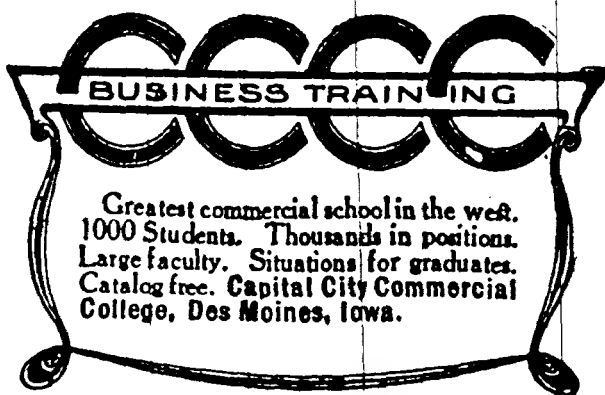 CCCC
BUSINESS TRAINING
Greatest commercial school in the west.
1000 Students. Thousands in positions.
Large faculty. Situations for graduates.
Catalog free. Capital City Commercial
College, Des Moines, Iowa.